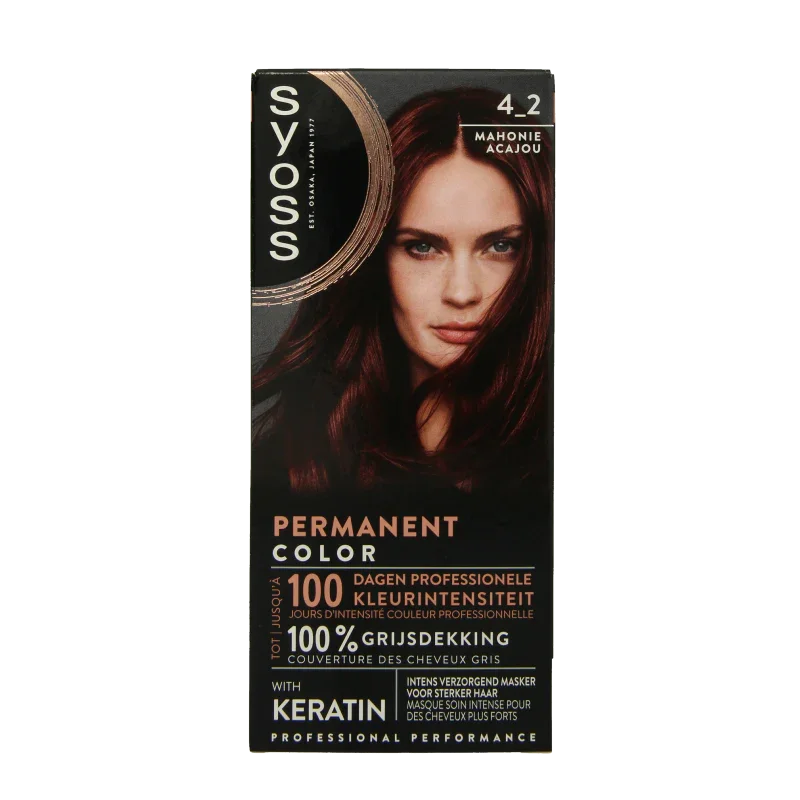 syoss
EST. OSAKA, JAPAN 1977
4_2
MAHONIE
ACAJOU
PERMANENT
COLOR
TOT | JUSQU'À
100
DAGEN PROFESSIONELE
KLEURINTENSITEIT
JOURS D'INTENSITÉ COULEUR PROFESSIONNELLE
100% GRIJSDEKKING
COUVERTURE DES CHEVEUX GRIS
WITH
KERATIN
INTENS VERZORGEND MASKER
VOOR STERKER HAAR
MASQUE SOIN INTENSE POUR
DES CHEVEUX PLUS FORTS
PROFESSIONAL PERFORMANCE